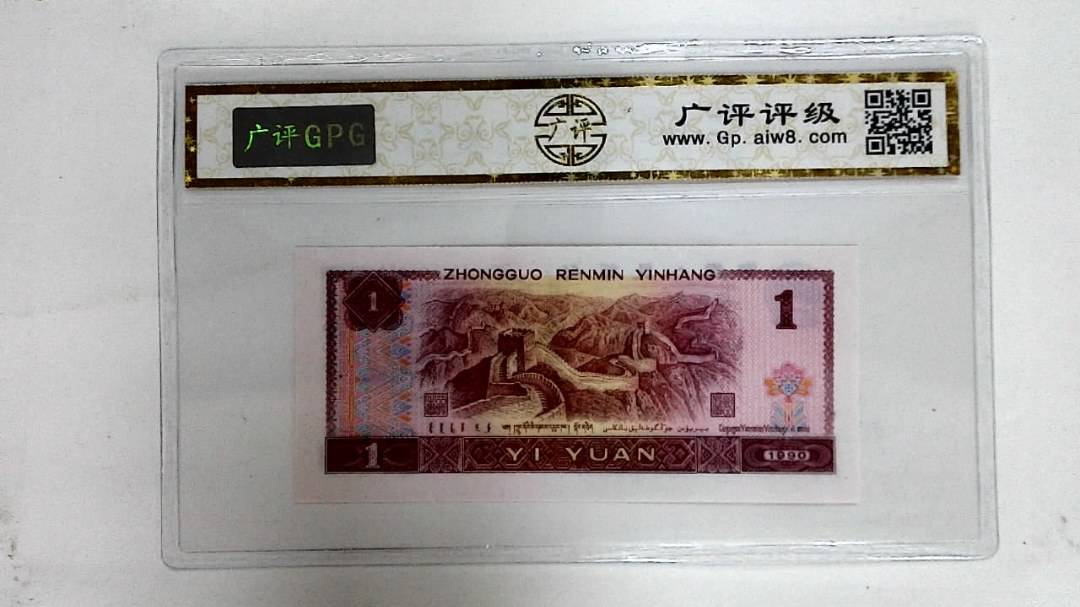 广评GPG
广评
广评评级
www.Gp.aiw8.com
ZHONGGUO RENMIN YINHANG
1
1
1
YI YUAN
1990